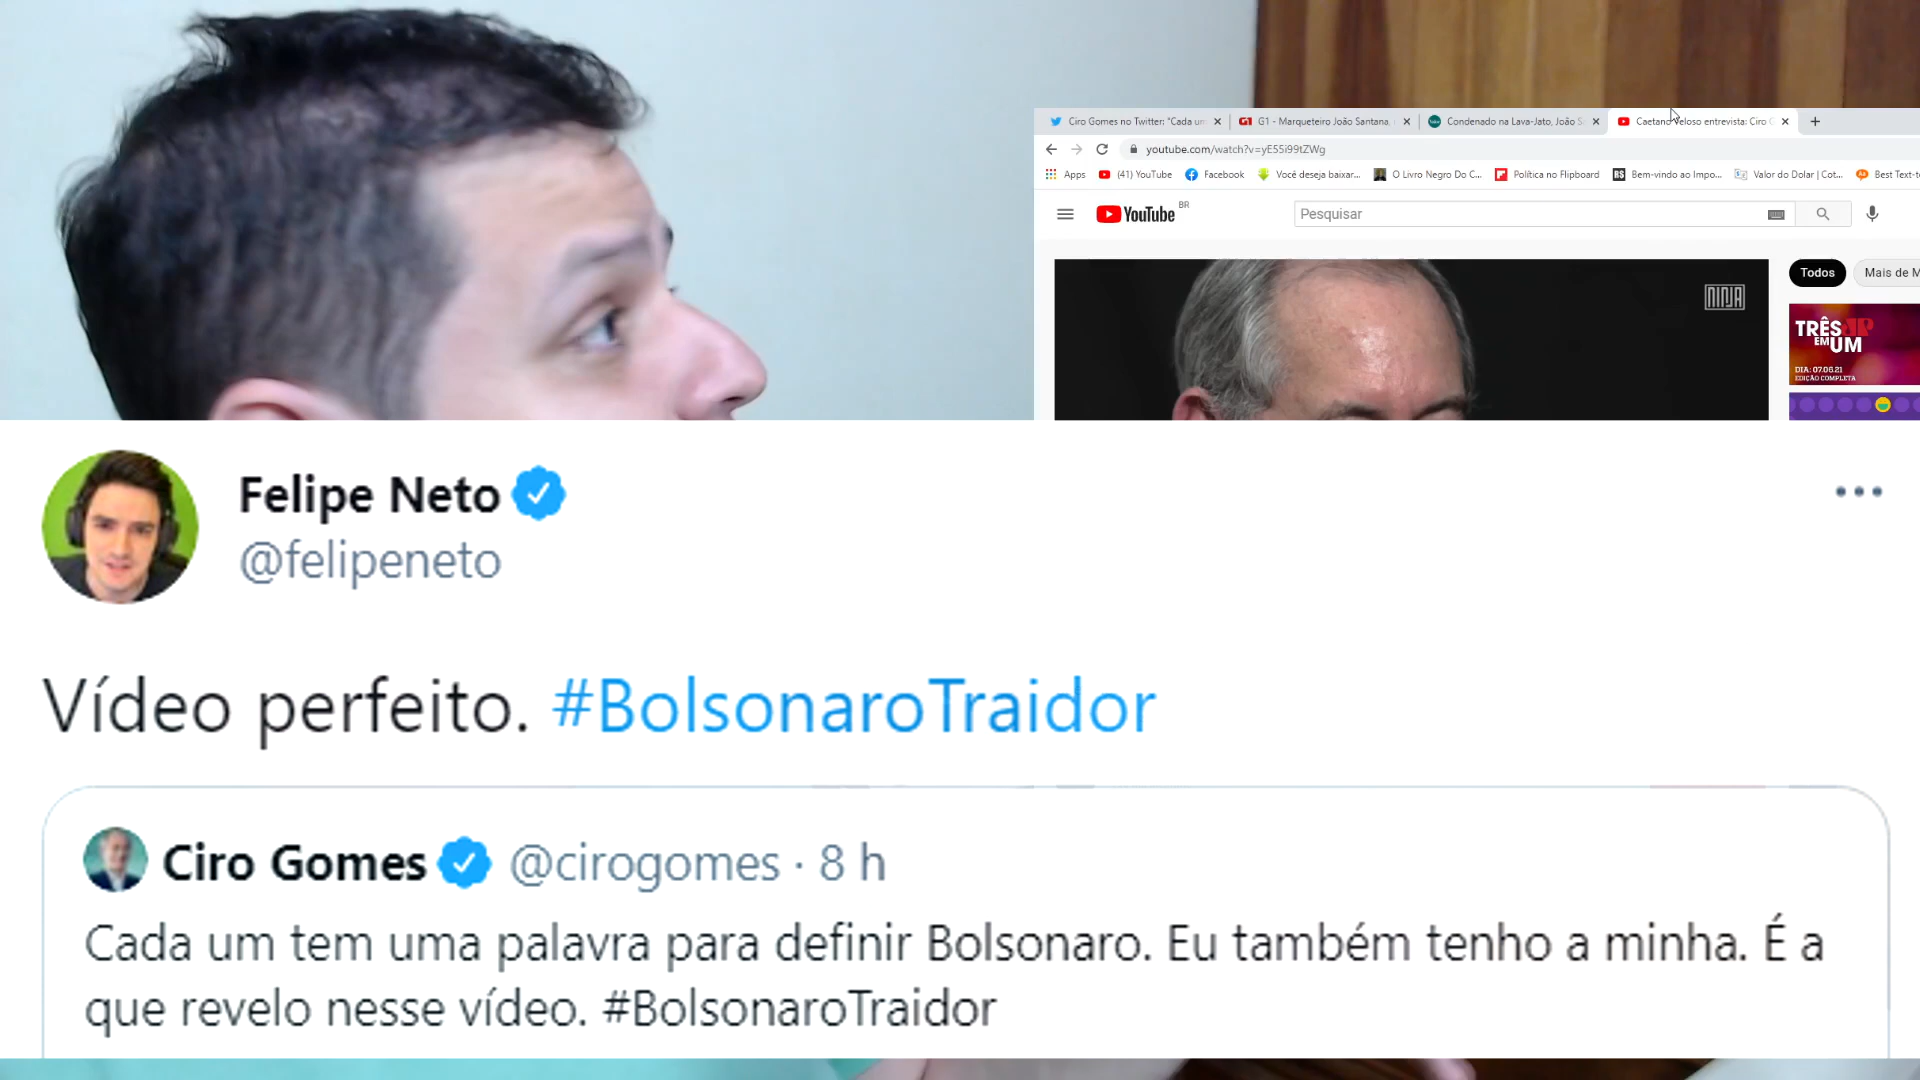 Ciro Gomes no Twitter: "Cada um
G1 - Marqueteiro João Santana,
Condenado na Lava-Jato, João S
Caetano Veloso entrevista: Ciro G
youtube.com/watch?v=yE55i99tZWg
Apps
(41) YouTube
Facebook
Você deseja baixar...
O Livro Negro Do C...
Política no Flipboard
RS
Bem-vindo ao Impo...
Valor do Dolar | Cot...
Best Text-t
YouTube BR
Pesquisar
NINJA
Todos
Mais de M
TRÊS
EM UM
JP
DIA: 07.06.21
EDIÇÃO COMPLETA
Felipe Neto
@felipeneto
Vídeo perfeito. #BolsonaroTraidor
Ciro Gomes @cirogomes · 8 h
Cada um tem uma palavra para definir Bolsonaro. Eu também tenho a minha. É a
que revelo nesse vídeo. #BolsonaroTraidor